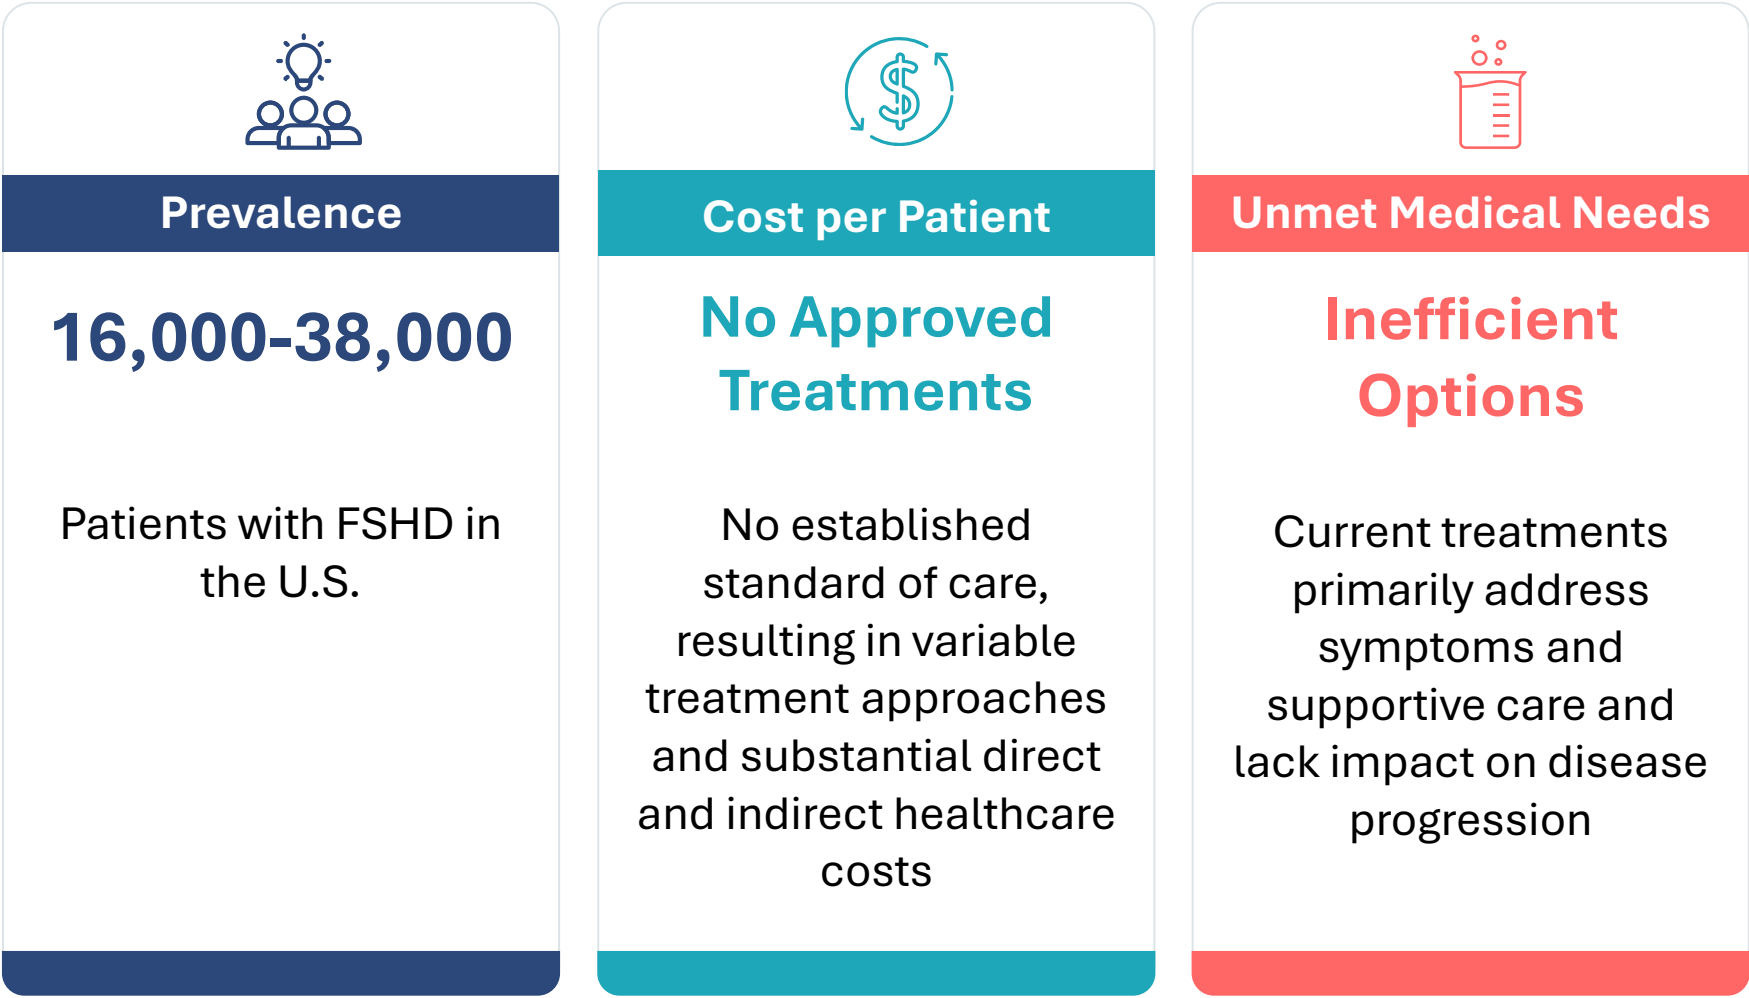 Prevalence
16,000-38,000
Patients with FSHD in
the U.S.
Cost per Patient
No Approved
Treatments
No established
standard of care,
resulting in variable
treatment approaches
and substantial direct
and indirect healthcare
costs
Unmet Medical Needs
Inefficient
Options
Current treatments
primarily address
symptoms and
supportive care and
lack impact on disease
progression